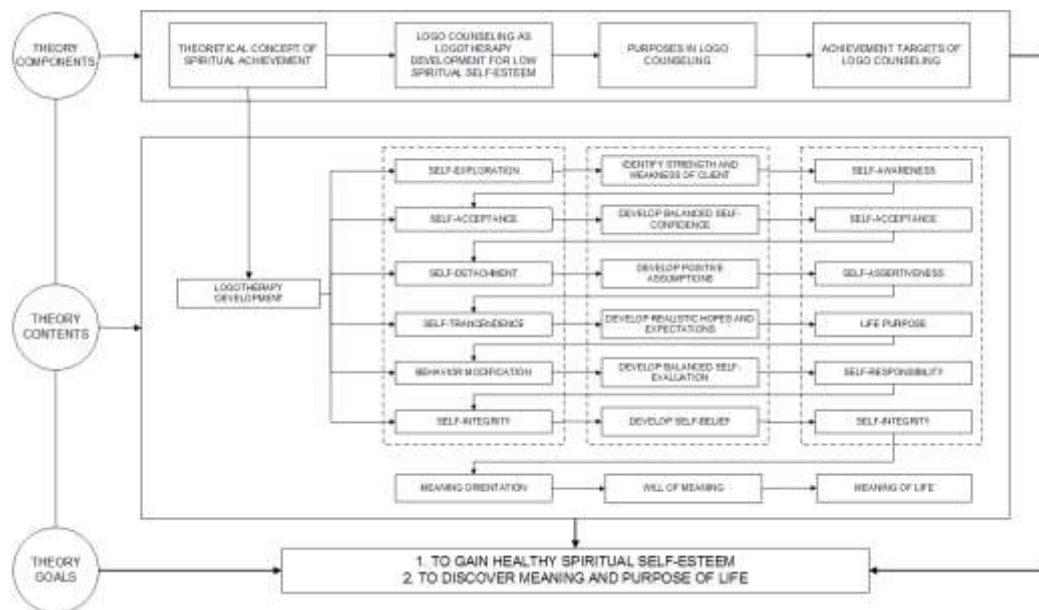 THEORY
COMPONENTS
THEORETICAL CONCEPT OF
SPIRITUAL ACHIEVEMENT
LOGO COUNSELING AS
LOGOTHERAPY
DEVELOPMENT FOR LOW
SPIRITUAL SELF-ESTEEM
PURPOSES IN LOGO
COUNSELING
ACHIEVEMENT TARGETS OF
LOGO COUNSELING
THEORY
CONTENTS
LOGOTHERAPY
DEVELOPMENT
SELF-EXPLORATION
IDENTIFY STRENGTH AND
WEAKNESS OF CLIENT
SELF-AWARENESS
SELF-ACCEPTANCE
DEVELOP BALANCED SELF-
CONFIDENCE
SELF-ACCEPTANCE
SELF-DETACHMENT
DEVELOP POSITIVE
ASSUMPTIONS
SELF-ASSERTIVENESS
SELF-TRANCENDENCE
DEVELOP REALISTIC HOPES AND
EXPECTATIONS
LIFE PURPOSE
BEHAVIOR MODIFICATION
DEVELOP BALANCED SELF-
EVALUATION
SELF-RESPONSIBILITY
SELF-INTEGRITY
DEVELOP SELF-BELIEF
SELF-INTEGRITY
MEANING ORIENTATION
WILL OF MEANING
MEANING OF LIFE
THEORY
GOALS
1. TO GAIN HEALTHY SPIRITUAL SELF-ESTEEM
2. TO DISCOVER MEANING AND PURPOSE OF LIFE